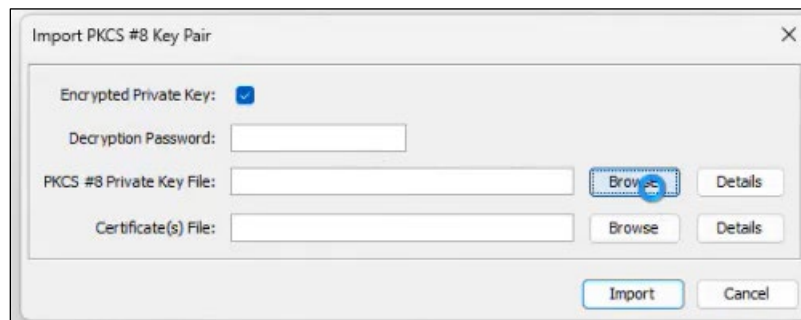 Import PKCS #8 Key Pair
Encrypted Private Key:
Decryption Password:
PKCS #8 Private Key File: Browse Details
Certificate(s) File: Browse Details
Import Cancel